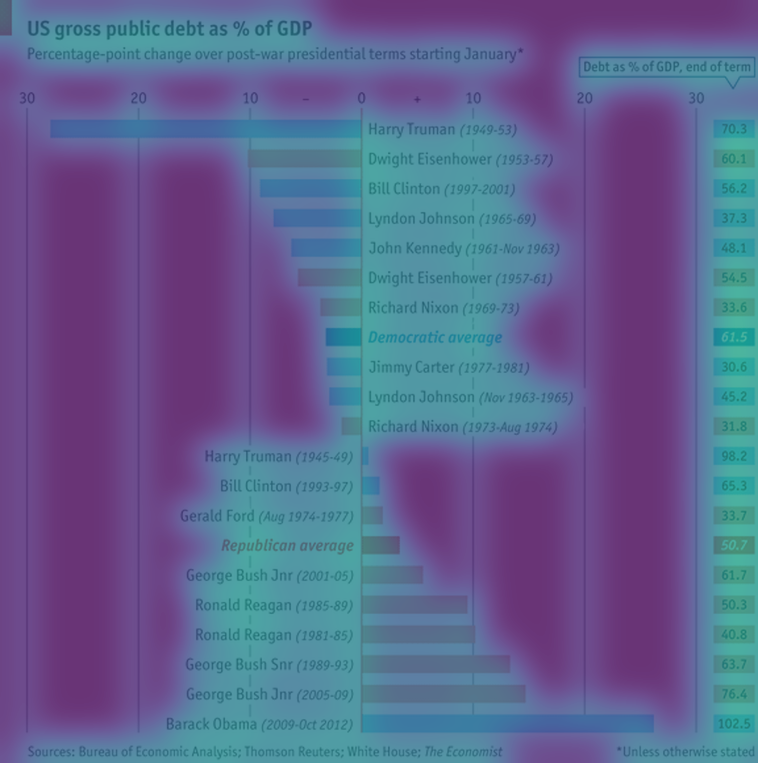 US gross public debt as % of GDP
Percentage-point change over post-war presidential terms starting January*
Debt as % of GDP, end of term
30 20 10 – 0 + 10 20 30
Harry Truman (1949-53) 70.3
Dwight Eisenhower (1953-57) 60.1
Bill Clinton (1997-2001) 56.2
Lyndon Johnson (1965-69) 37.3
John Kennedy (1961-Nov 1963) 48.1
Dwight Eisenhower (1957-61) 54.5
Richard Nixon (1969-73) 33.6
Democratic average 61.5
Jimmy Carter (1977-1981) 30.6
Lyndon Johnson (Nov 1963-1965) 45.2
Richard Nixon (1973-Aug 1974) 31.8
Harry Truman (1945-49) 98.2
Bill Clinton (1993-97) 65.3
Gerald Ford (Aug 1974-1977) 33.7
Republican average 50.7
George Bush Jnr (2001-05) 61.7
Ronald Reagan (1985-89) 50.3
Ronald Reagan (1981-85) 40.8
George Bush Snr (1989-93) 63.7
George Bush Jnr (2005-09) 76.4
Barack Obama (2009-Oct 2012) 102.5
Sources: Bureau of Economic Analysis; Thomson Reuters; White House; The Economist *Unless otherwise stated